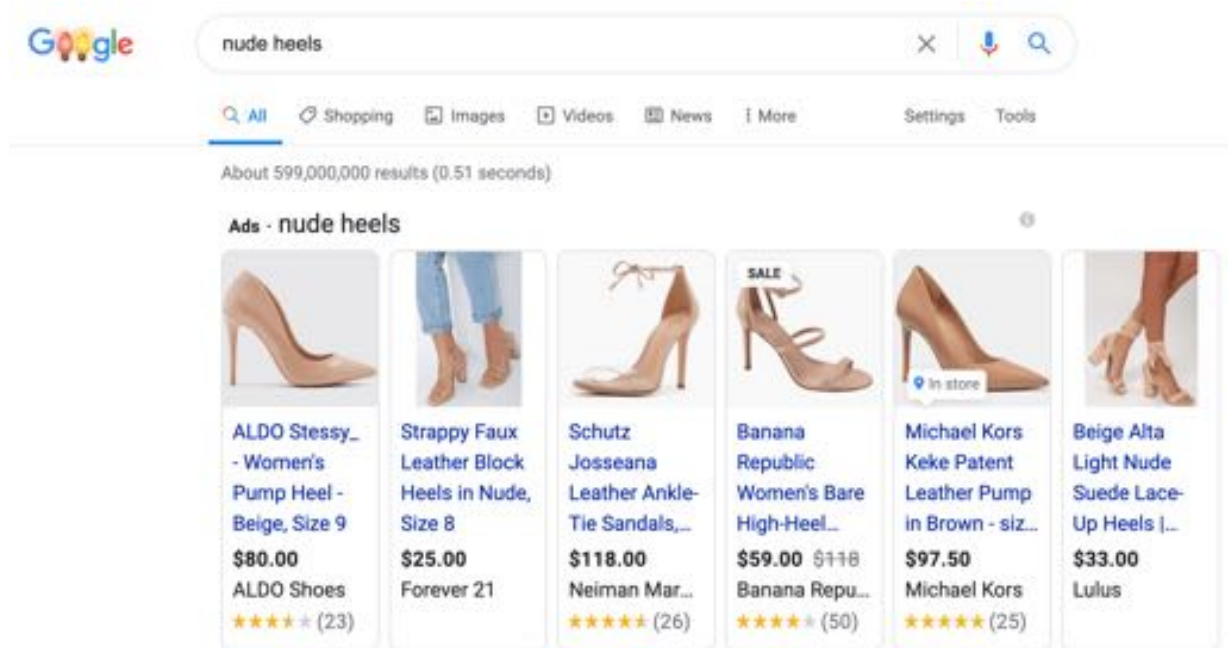 Google
nude heels
All Shopping Images Videos News More Settings Tools
About 599,000,000 results (0.51 seconds)
Ads · nude heels
SALE
In store
ALDO Stessy_
- Women's
Pump Heel -
Beige, Size 9
$80.00
ALDO Shoes
(23)
Strappy Faux
Leather Block
Heels in Nude,
Size 8
$25.00
Forever 21
Schutz
Josseana
Leather Ankle-
Tie Sandals,...
$118.00
Neiman Mar...
(26)
Banana
Republic
Women's Bare
High-Heel...
$59.00 $118
Banana Repu...
(50)
Michael Kors
Keke Patent
Leather Pump
in Brown - siz...
$97.50
Michael Kors
(25)
Beige Alta
Light Nude
Suede Lace-
Up Heels |...
$33.00
Lulus